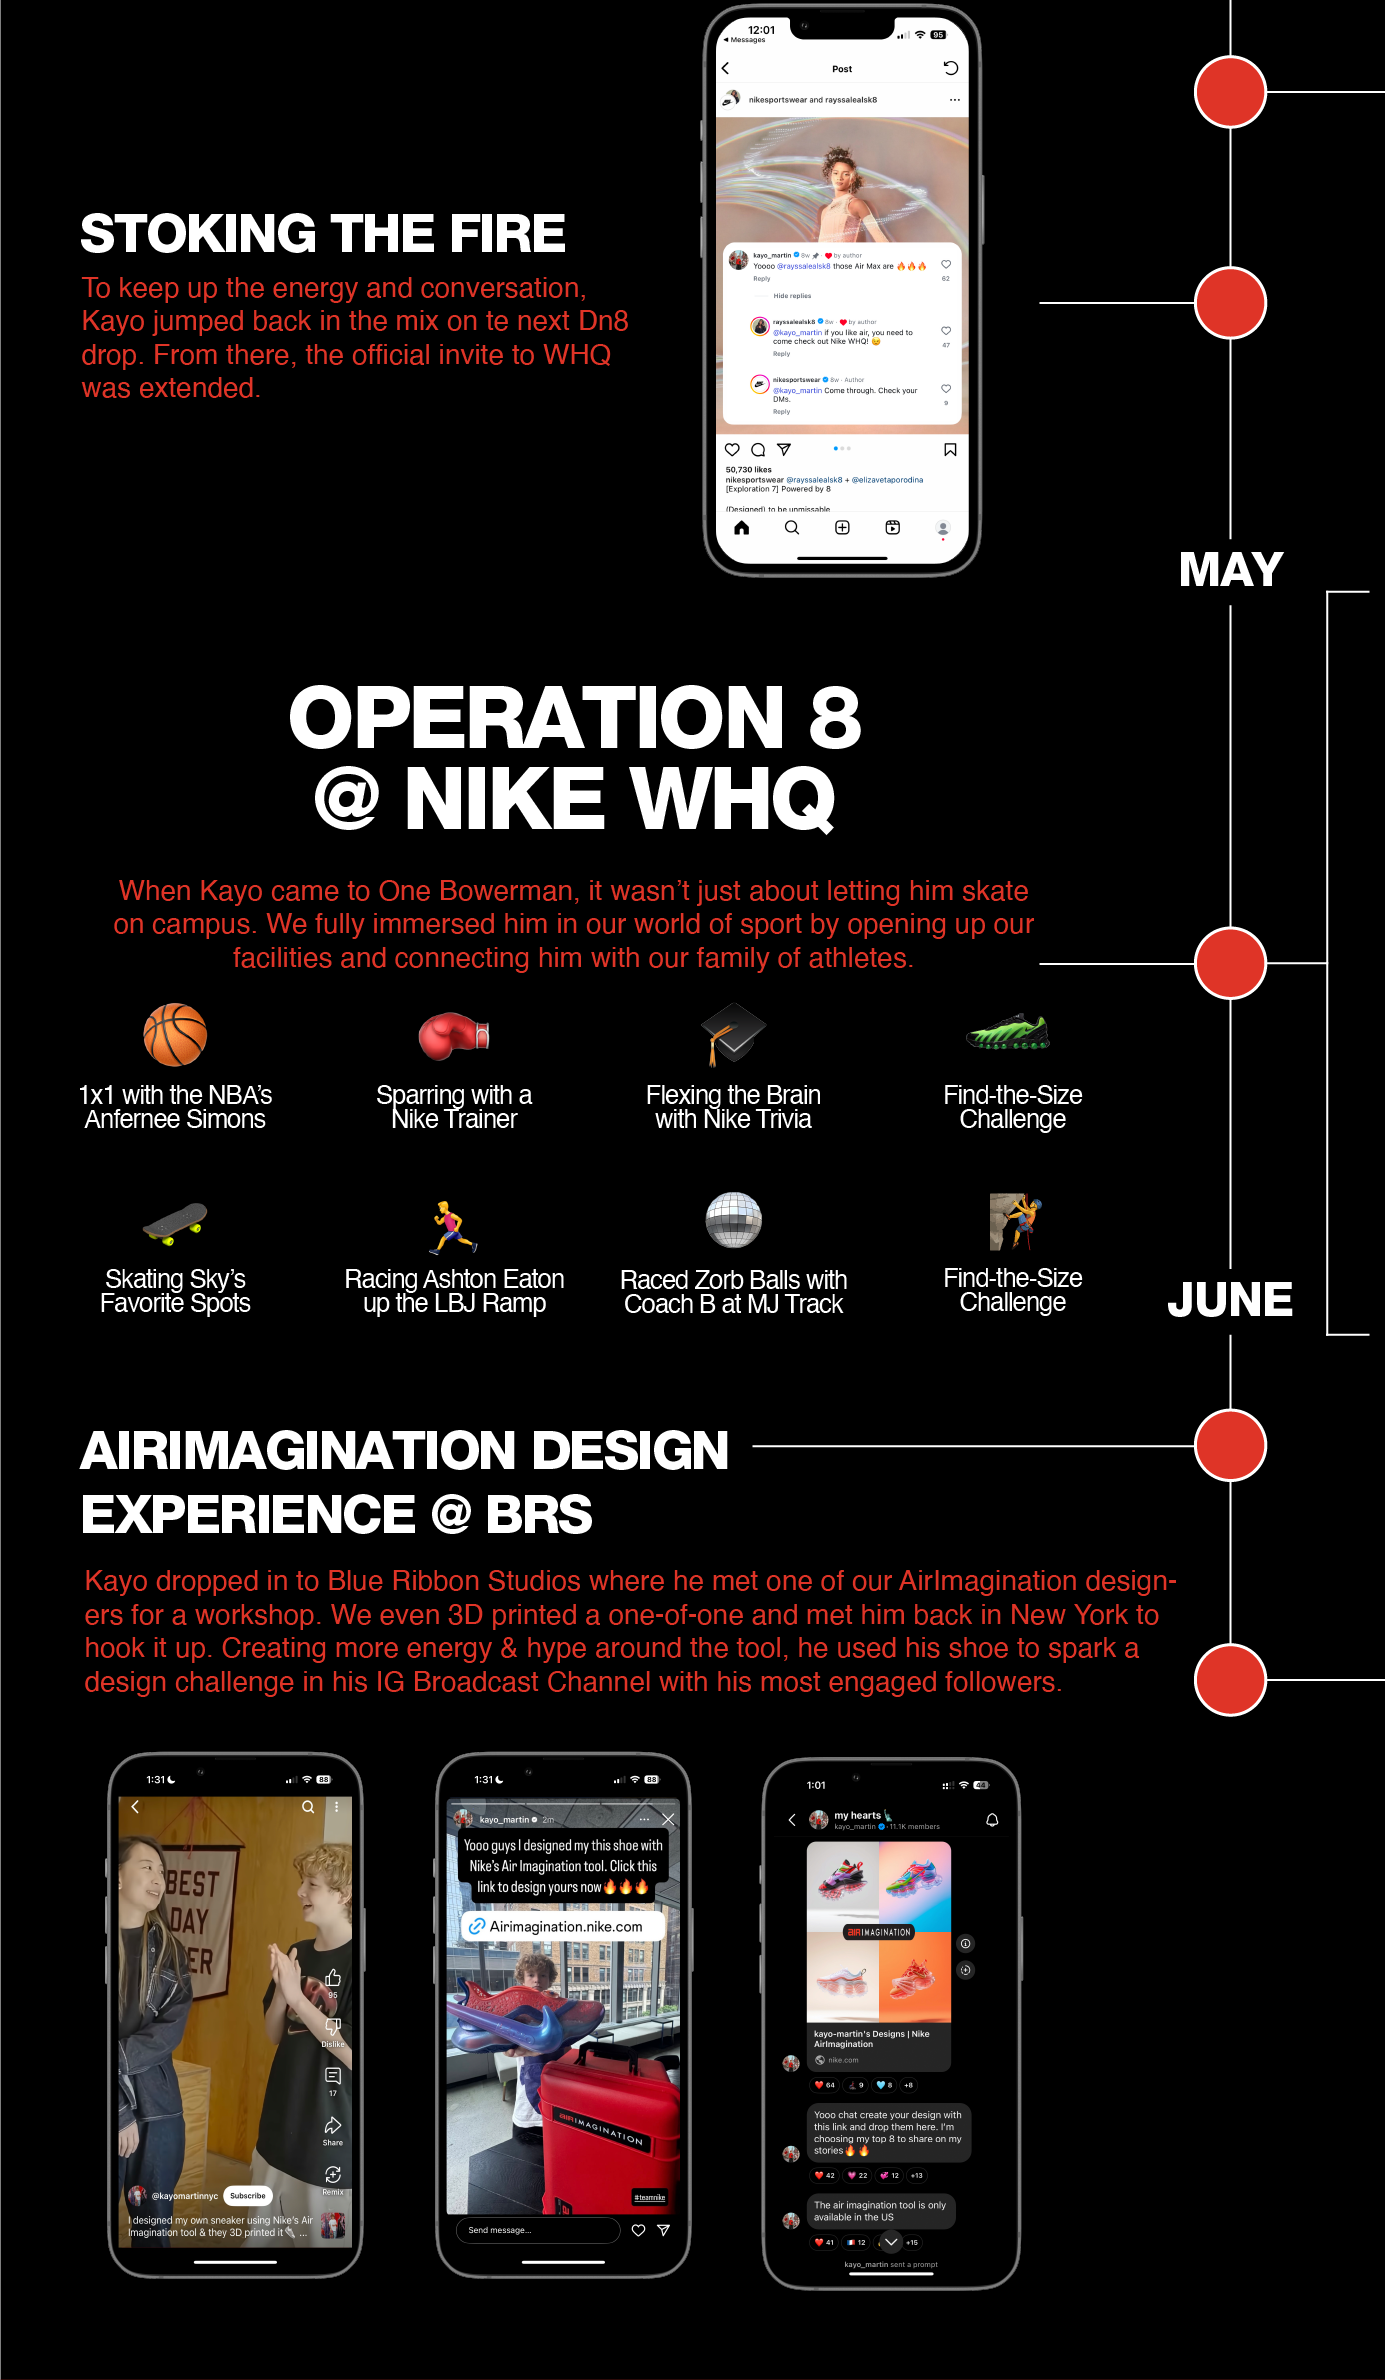 12:01
◀ Messages
95
Post
nikesportswear and rayssalealsk8
kayo_martin 8w · by author
Yoooo @rayssalealsk8 those Air Max are 🔥🔥🔥
Reply
62
Hide replies
rayssalealsk8 8w · by author
@kayo_martin if you like air, you need to
come check out Nike WHQ! 😉
47
Reply
nikesportswear 8w · Author
@kayo_martin Come through. Check your
DMs.
9
Reply
50,730 likes
nikesportswear @rayssalealsk8 + @elizavetaporodina
[Exploration 7] Powered by 8
(Designed) to be unmissable
STOKING THE FIRE
To keep up the energy and conversation,
Kayo jumped back in the mix on te next Dn8
drop. From there, the official invite to WHQ
was extended.
MAY
OPERATION 8
@ NIKE WHQ
When Kayo came to One Bowerman, it wasn’t just about letting him skate
on campus. We fully immersed him in our world of sport by opening up our
facilities and connecting him with our family of athletes.
1x1 with the NBA’s
Anfernee Simons
Sparring with a
Nike Trainer
Flexing the Brain
with Nike Trivia
Find-the-Size
Challenge
Skating Sky’s
Favorite Spots
Racing Ashton Eaton
up the LBJ Ramp
Raced Zorb Balls with
Coach B at MJ Track
Find-the-Size
Challenge
JUNE
AIRIMAGINATION DESIGN
EXPERIENCE @ BRS
Kayo dropped in to Blue Ribbon Studios where he met one of our AirImagination design-
ers for a workshop. We even 3D printed a one-of-one and met him back in New York to
hook it up. Creating more energy & hype around the tool, he used his shoe to spark a
design challenge in his IG Broadcast Channel with his most engaged followers.
1:31
88
BEST
DAY
ER
95
Dislike
17
Share
Remix
@kayomartinnyc Subscribe
I designed my own sneaker using Nike's Air
Imagination tool & they 3D printed it ...
1:31
88
kayo_martin 2m
Yooo guys I designed my this shoe with
Nike's Air Imagination tool. Click this
link to design yours now🔥🔥🔥
Airimagination.nike.com
AIRIMAGINATION
#teamnike
Send message...
1:01
44
my hearts🗽
kayo_martin · 11.1K members
AIRIMAGINATION
kayo-martin's Designs | Nike
AirImagination
nike.com
64 9 8 +8
Yooo chat create your design with
this link and drop them here. I'm
choosing my top 8 to share on my
stories🔥🔥
42 22 12 +13
The air imagination tool is only
available in the US
41 12 +15
kayo_martin sent a prompt